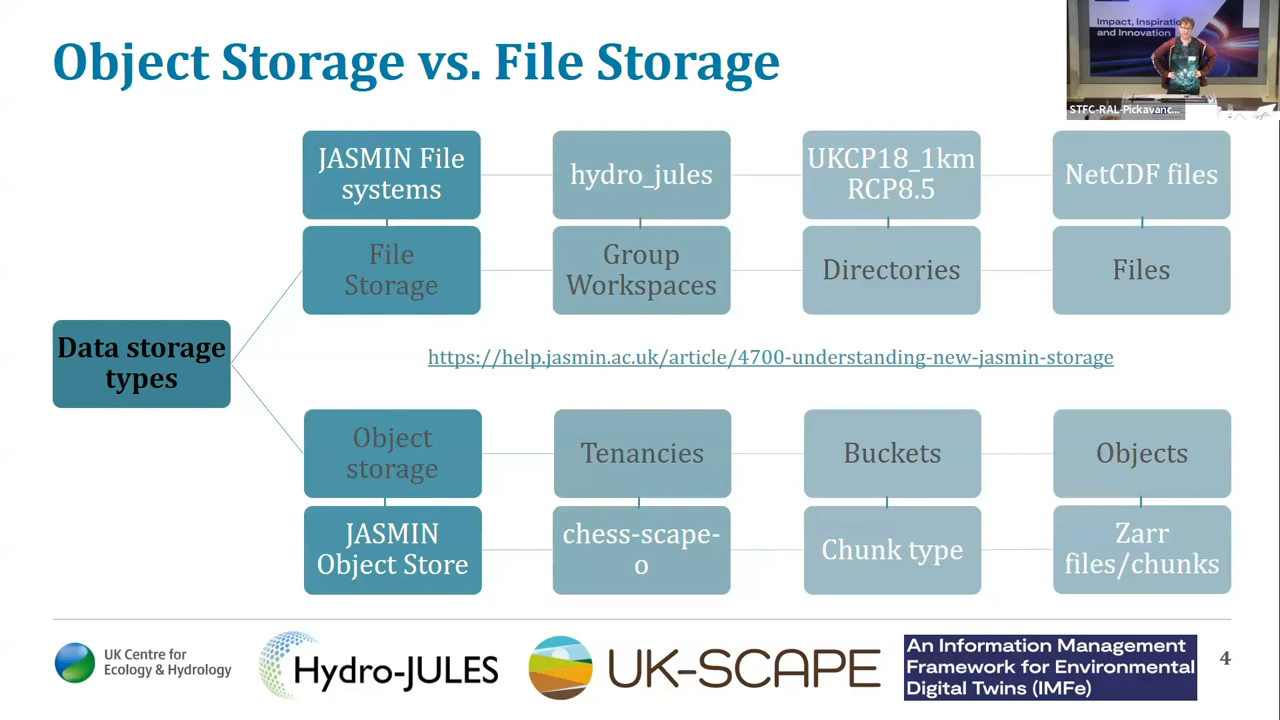 Object Storage vs. File Storage
Impact, Inspirati
and Innovation
STFC-RAL-Pickavanc...
JASMIN File
systems
hydro_jules
UKCP18_1km
RCP8.5
NetCDF files
File
Storage
Group
Workspaces
Directories
Files
Data storage
types
https://help.jasmin.ac.uk/article/4700-understanding-new-jasmin-storage
Object
storage
Tenancies
Buckets
Objects
JASMIN
Object Store
chess-scape-
o
Chunk type
Zarr
files/chunks
UK Centre for
Ecology & Hydrology
Hydro-JULES
UK-SCAPE
An Information Management
Framework for Environmental
Digital Twins (IMFe)
4